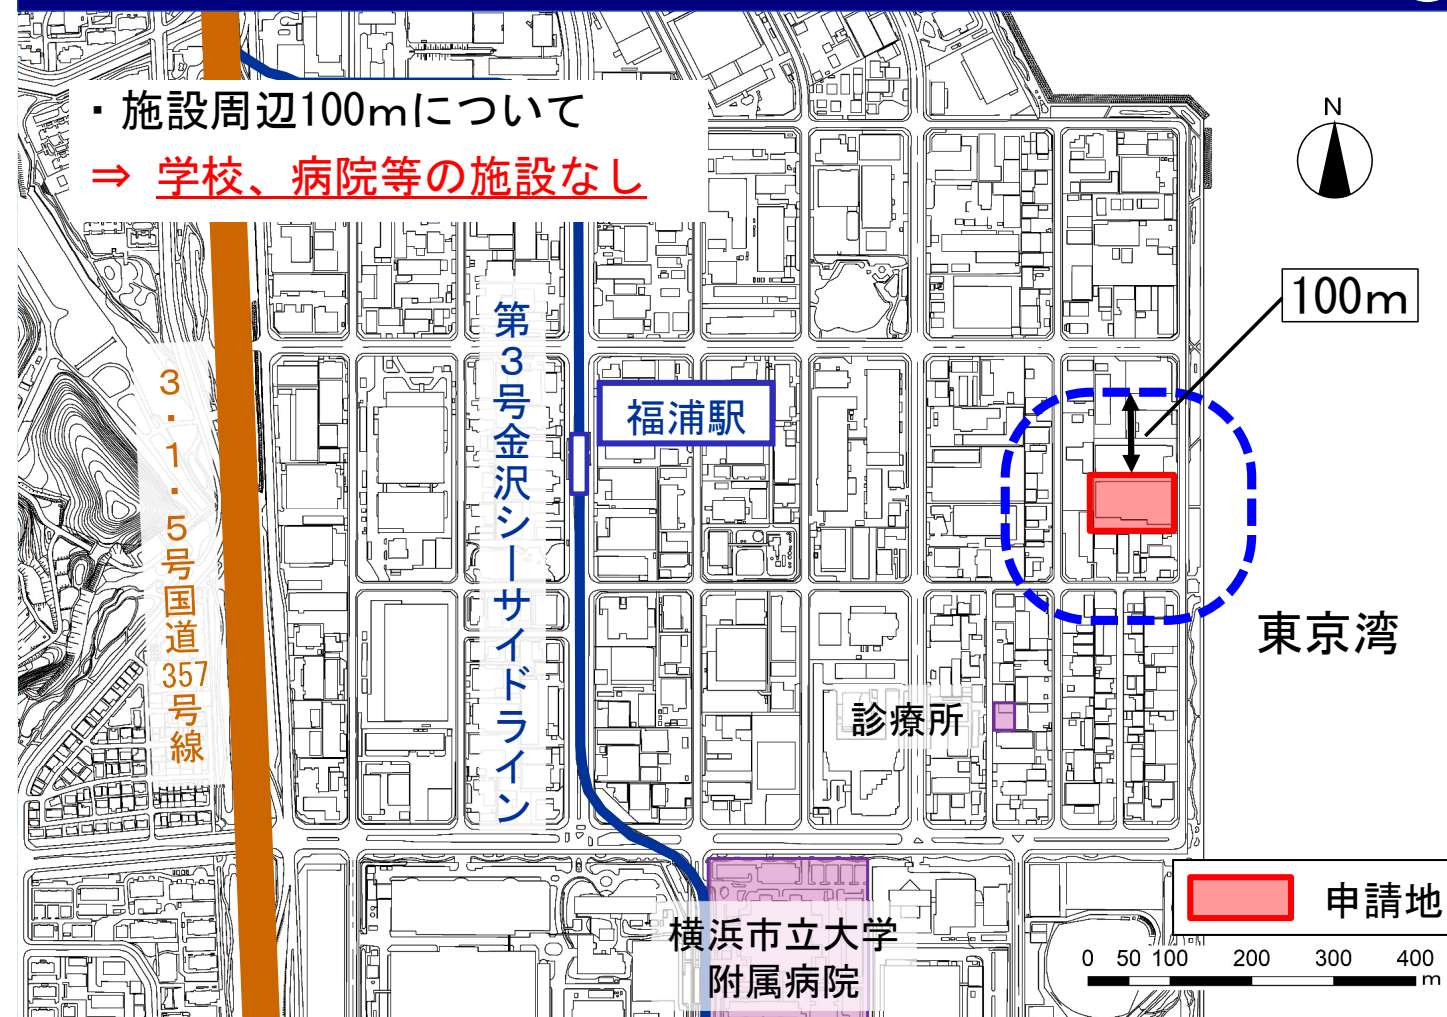 ・施設周辺100mについて
⇒ 学校、病院等の施設なし
N
100m
第3号金沢シーサイドライン
福浦駅
3・1・5号国道357号線
東京湾
診療所
横浜市立大学
附属病院
申請地
0 50 100 200 300 400
m